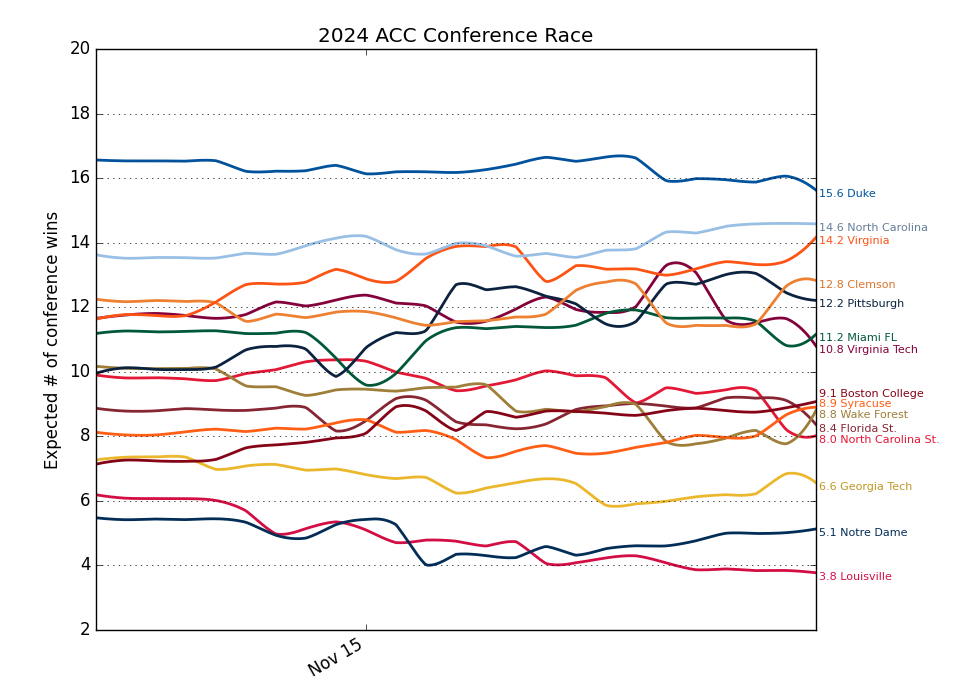 2024 ACC Conference Race
Expected # of conference wins
20
18
16
14
12
10
8
6
4
2
Nov 15
15.6 Duke
14.6 North Carolina
14.2 Virginia
12.8 Clemson
12.2 Pittsburgh
11.2 Miami FL
10.8 Virginia Tech
9.1 Boston College
8.9 Syracuse
8.8 Wake Forest
8.4 Florida St.
8.0 North Carolina St.
6.6 Georgia Tech
5.1 Notre Dame
3.8 Louisville